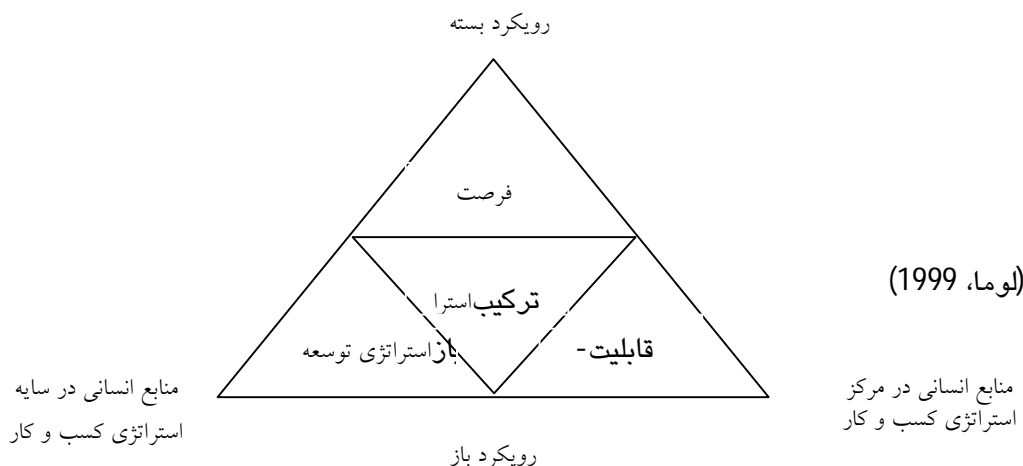 رویکرد بسته
فرصت
(لوما، 1999)
ترکیباسترا
قابلیت-
بازاستراتژی توسعه
منابع انسانی در مرکز
استراتژی کسب و کار
منابع انسانی در سایه
استراتژی کسب و کار
رویکرد باز